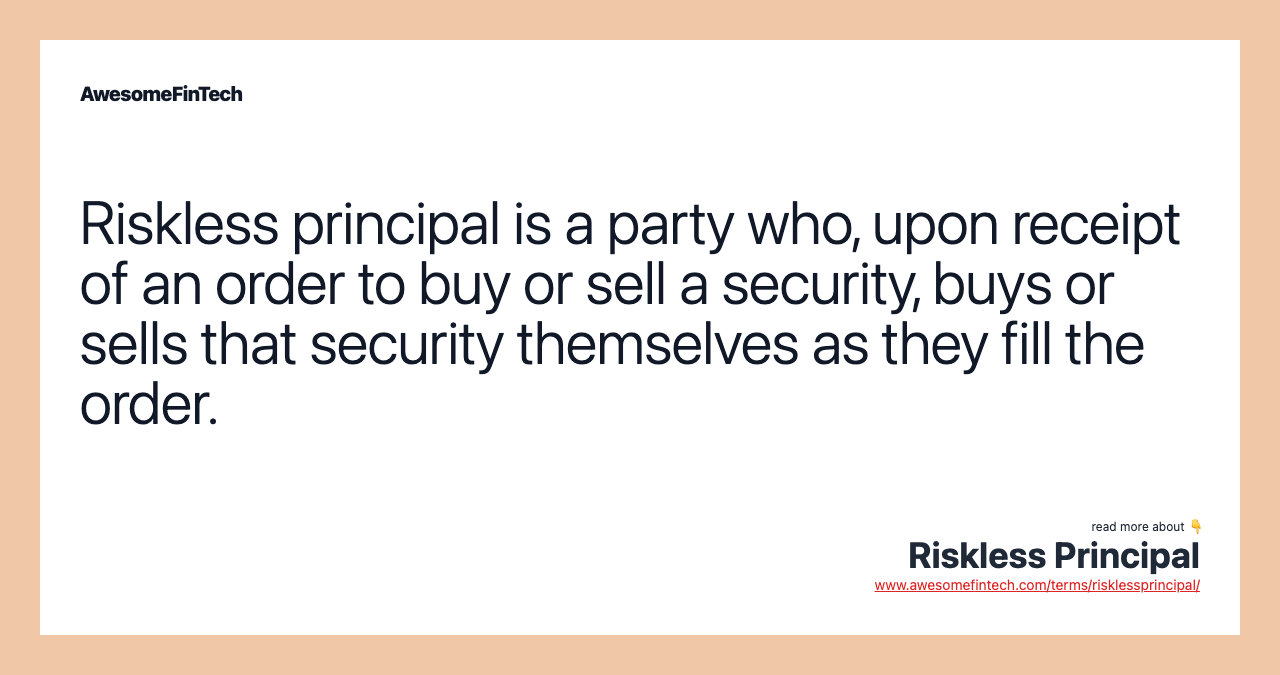 AwesomeFinTech
Riskless principal is a party who, upon receipt
of an order to buy or sell a security, buys or
sells that security themselves as they fill the
order.
read more about 👇
Riskless Principal
www.awesomefintech.com/terms/risklessprincipal/